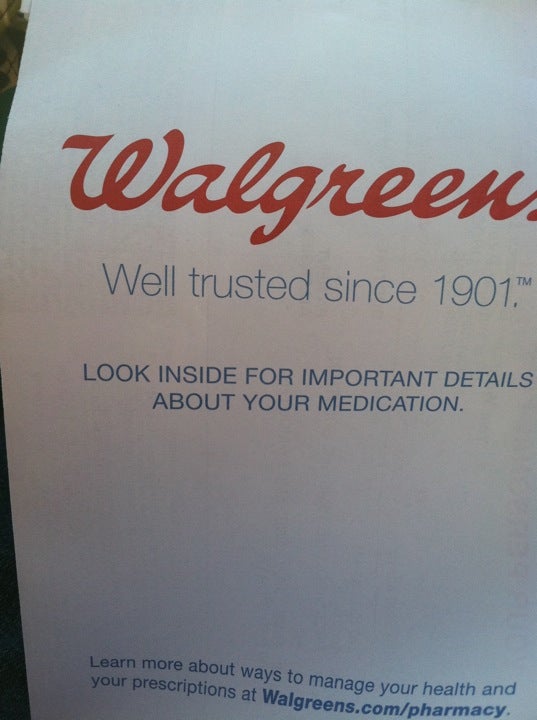 Walgreens
Well trusted since 1901.™
LOOK INSIDE FOR IMPORTANT DETAILS
ABOUT YOUR MEDICATION.
Learn more about ways to manage your health and
your prescriptions at Walgreens.com/pharmacy.